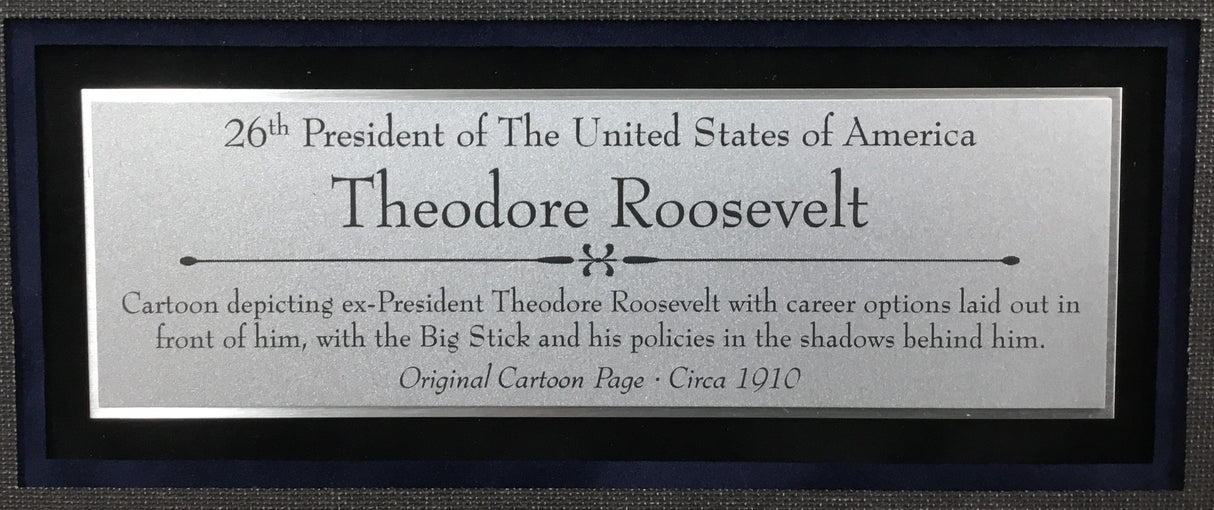 26th President of The United States of America
Theodore Roosevelt
Cartoon depicting ex-President Theodore Roosevelt with career options laid out in
front of him, with the Big Stick and his policies in the shadows behind him.
Original Cartoon Page · Circa 1910